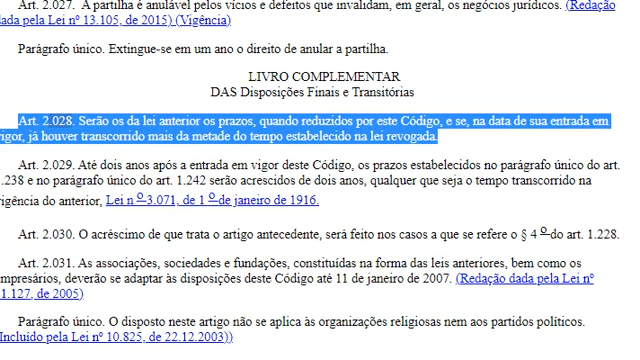 Art. 2.027. A partilha é anulável pelos vícios e defeitos que invalidam, em geral, os negócios jurídicos. (Redação
dada pela Lei nº 13.105, de 2015) (Vigência)
Parágrafo único. Extingue-se em um ano o direito de anular a partilha.
LIVRO COMPLEMENTAR
DAS Disposições Finais e Transitórias
Art. 2.028. Serão os da lei anterior os prazos, quando reduzidos por este Código, e se, na data de sua entrada em
vigor, já houver transcorrido mais da metade do tempo estabelecido na lei revogada.
Art. 2.029. Até dois anos após a entrada em vigor deste Código, os prazos estabelecidos no parágrafo único do art.
1.238 e no parágrafo único do art. 1.242 serão acrescidos de dois anos, qualquer que seja o tempo transcorrido na
vigência do anterior, Lei n o 3.071, de 1 o de janeiro de 1916.
Art. 2.030. O acréscimo de que trata o artigo antecedente, será feito nos casos a que se refere o § 4 o do art. 1.228.
Art. 2.031. As associações, sociedades e fundações, constituídas na forma das leis anteriores, bem como os
empresários, deverão se adaptar às disposições deste Código até 11 de janeiro de 2007. (Redação dada pela Lei nº
11.127, de 2005)
Parágrafo único. O disposto neste artigo não se aplica às organizações religiosas nem aos partidos políticos.
(Incluído pela Lei nº 10.825, de 22.12.2003))